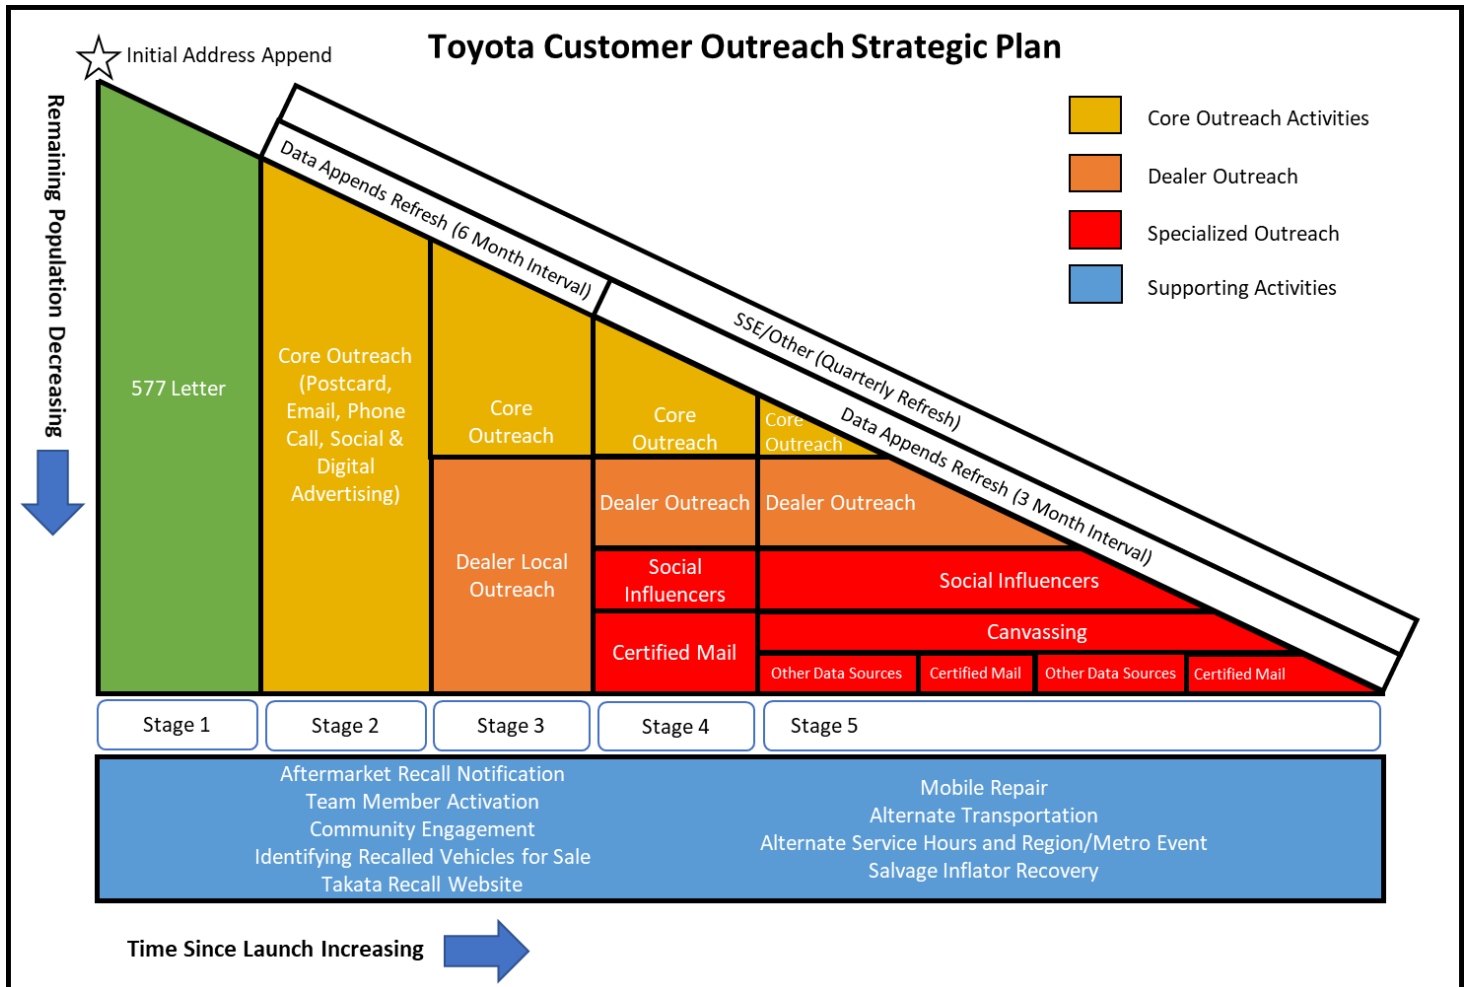 Toyota Customer Outreach Strategic Plan
Initial Address Append
Remaining Population Decreasing
Core Outreach Activities
Dealer Outreach
Specialized Outreach
Supporting Activities
Data Appends Refresh (6 Month Interval)
SSE/Other (Quarterly Refresh)
Data Appends Refresh (3 Month Interval)
577 Letter
Core Outreach
(Postcard,
Email, Phone
Call, Social &
Digital
Advertising)
Core
Outreach
Dealer Local
Outreach
Core
Outreach
Dealer Outreach
Social
Influencers
Certified Mail
Core
Outreach
Dealer Outreach
Social Influencers
Canvassing
Other Data Sources
Certified Mail
Other Data Sources
Certified Mail
Stage 1
Stage 2
Stage 3
Stage 4
Stage 5
Aftermarket Recall Notification
Team Member Activation
Community Engagement
Identifying Recalled Vehicles for Sale
Takata Recall Website
Mobile Repair
Alternate Transportation
Alternate Service Hours and Region/Metro Event
Salvage Inflator Recovery
Time Since Launch Increasing